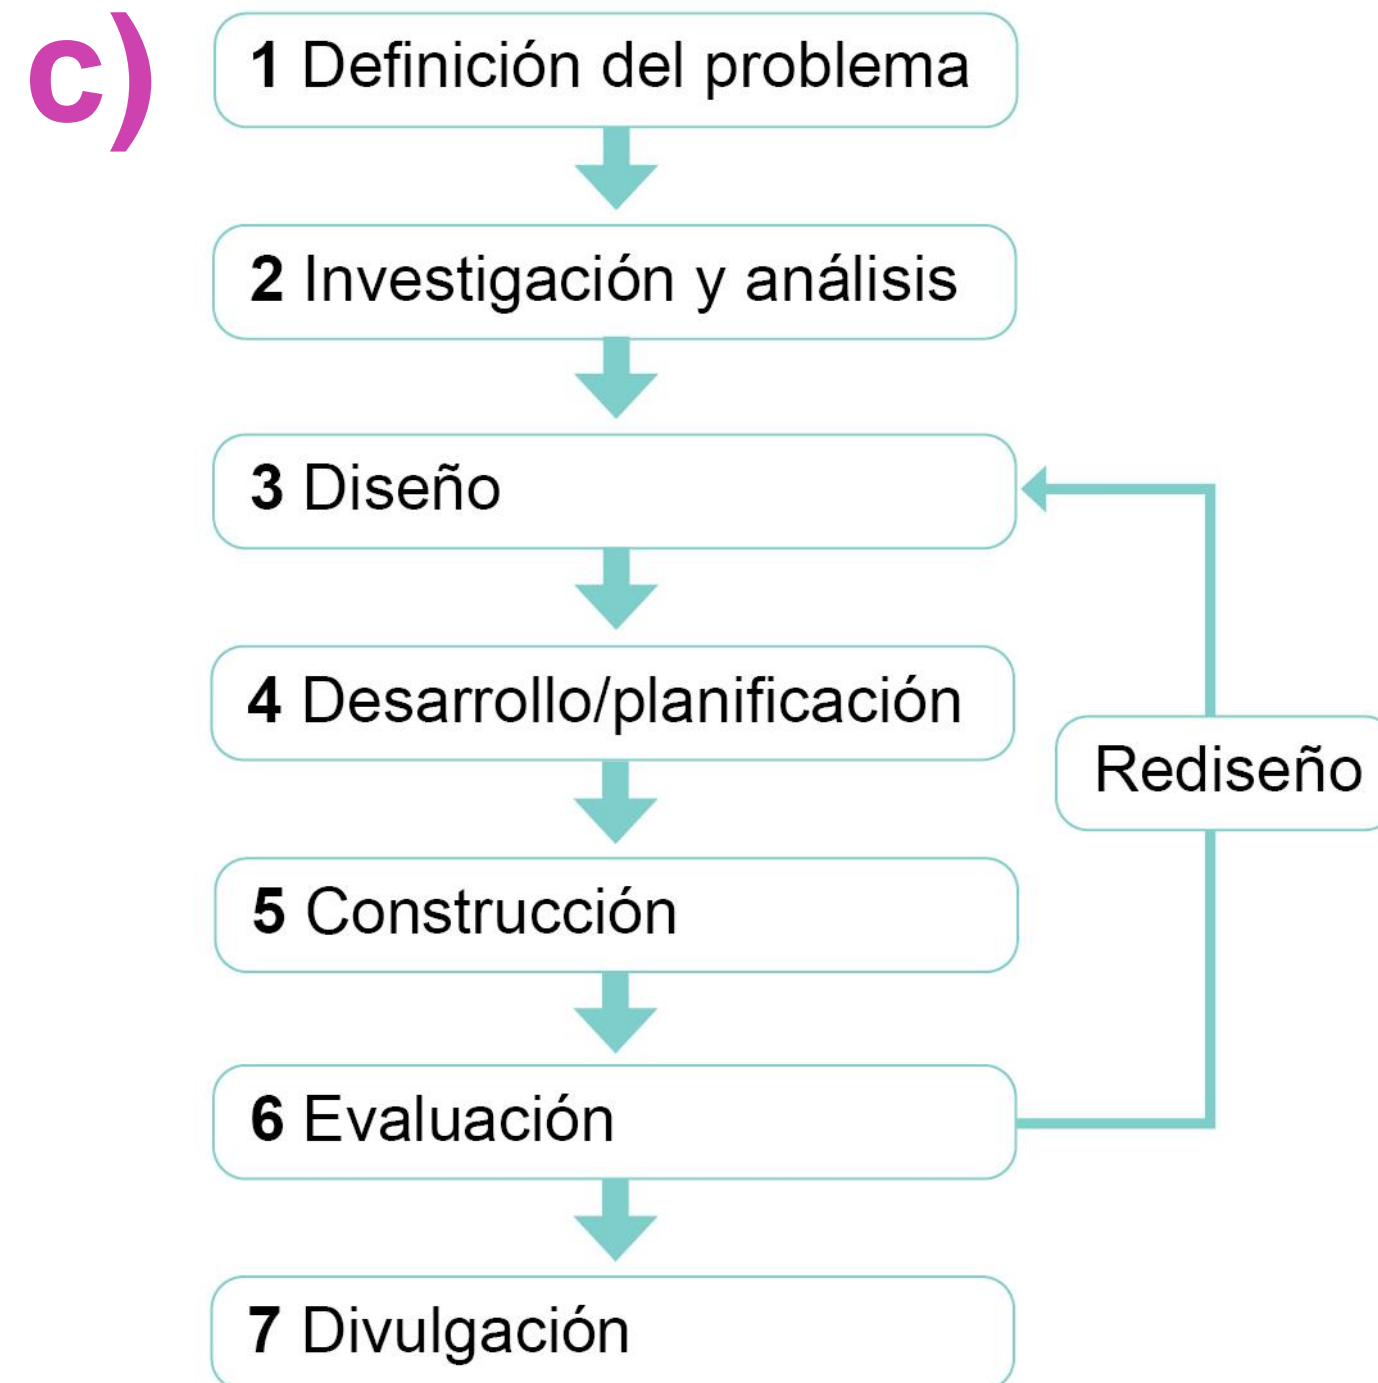 c)
1 Definición del problema
2 Investigación y análisis
3 Diseño
4 Desarrollo/planificación
Rediseño
5 Construcción
6 Evaluación
7 Divulgación